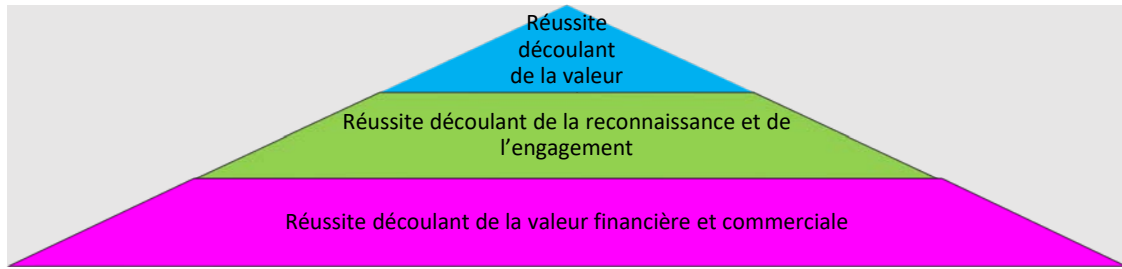 Réussite
découlant
de la valeur
Réussite découlant de la reconnaissance et de
l'engagement
Réussite découlant de la valeur financière et commerciale